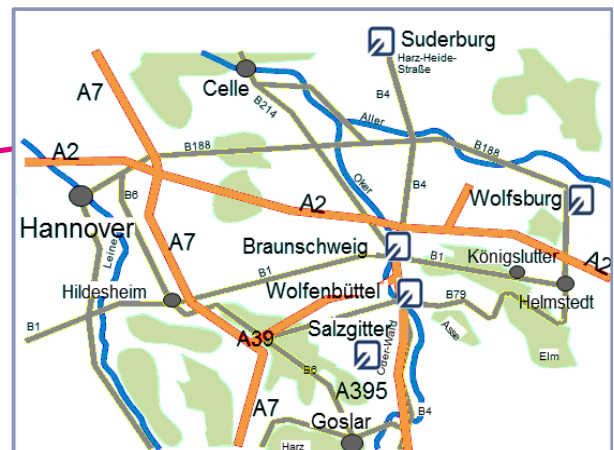 Suderburg
Harz-Heide-
Straße
A7
Celle
B4
B214
Aller
B188
B188
A2
B6
Oker
B4
Wolfsburg
A2
Hannover
A7
Leine
Braunschweig
B1
Königslutter
A2
B1
Hildesheim
Wolfenbüttel
B79
Helmstedt
B1
Salzgitter
A39
Oder-Ward
Asse
Elm
B6
A395
A7
Goslar
B4
Harz